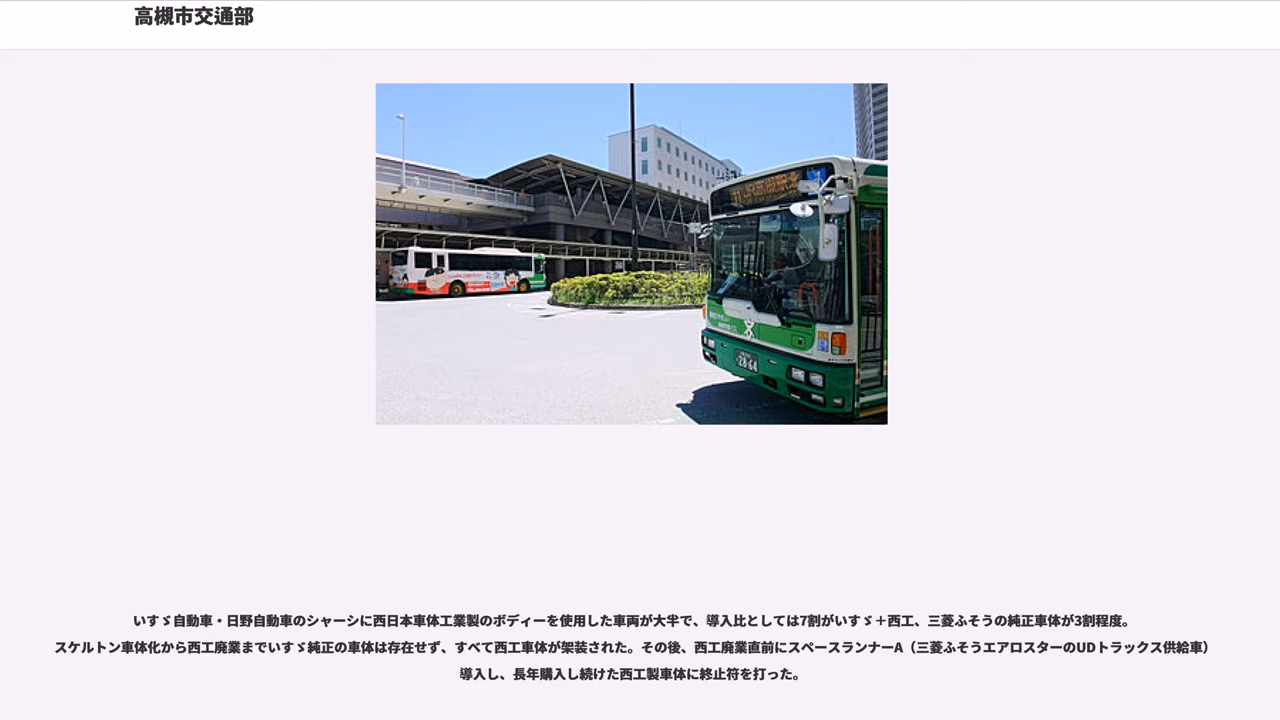 高槻市交通部
11 JR高槻駅北
28-64
いすゞ自動車・日野自動車のシャーシに西日本車体工業製のボディーを使用した車両が大半で、導入比としては7割がいすゞ＋西工、三菱ふそうの純正車体が3割程度。
スケルトン車体化から西工廃業までいすゞ純正の車体は存在せず、すべて西工車体が架装された。その後、西工廃業直前にスペースランナーA（三菱ふそうエアロスターのUDトラックス供給車）
導入し、長年購入し続けた西工製車体に終止符を打った。